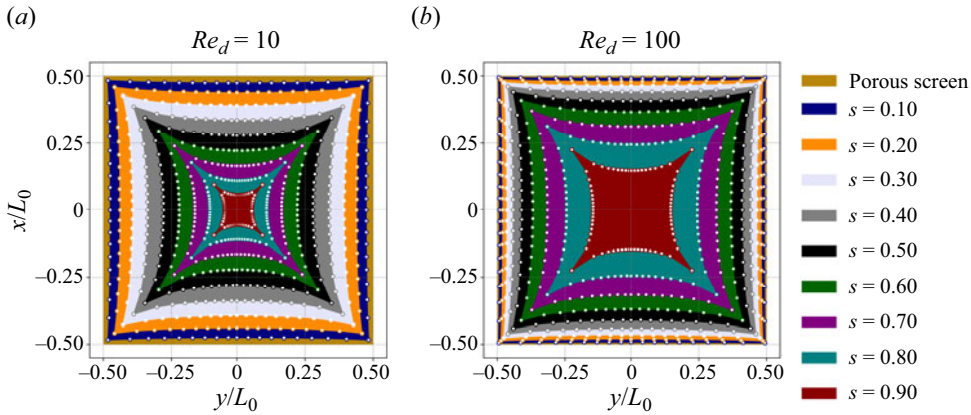 (a)
(b)
Re_d = 10
Re_d = 100
0.50
0.25
0
−0.25
−0.50
x/L_0
−0.50
−0.25
0
0.25
0.50
y/L_0
0.50
0.25
0
−0.25
−0.50
−0.50
−0.25
0
0.25
0.50
y/L_0
Porous screen
s = 0.10
s = 0.20
s = 0.30
s = 0.40
s = 0.50
s = 0.60
s = 0.70
s = 0.80
s = 0.90